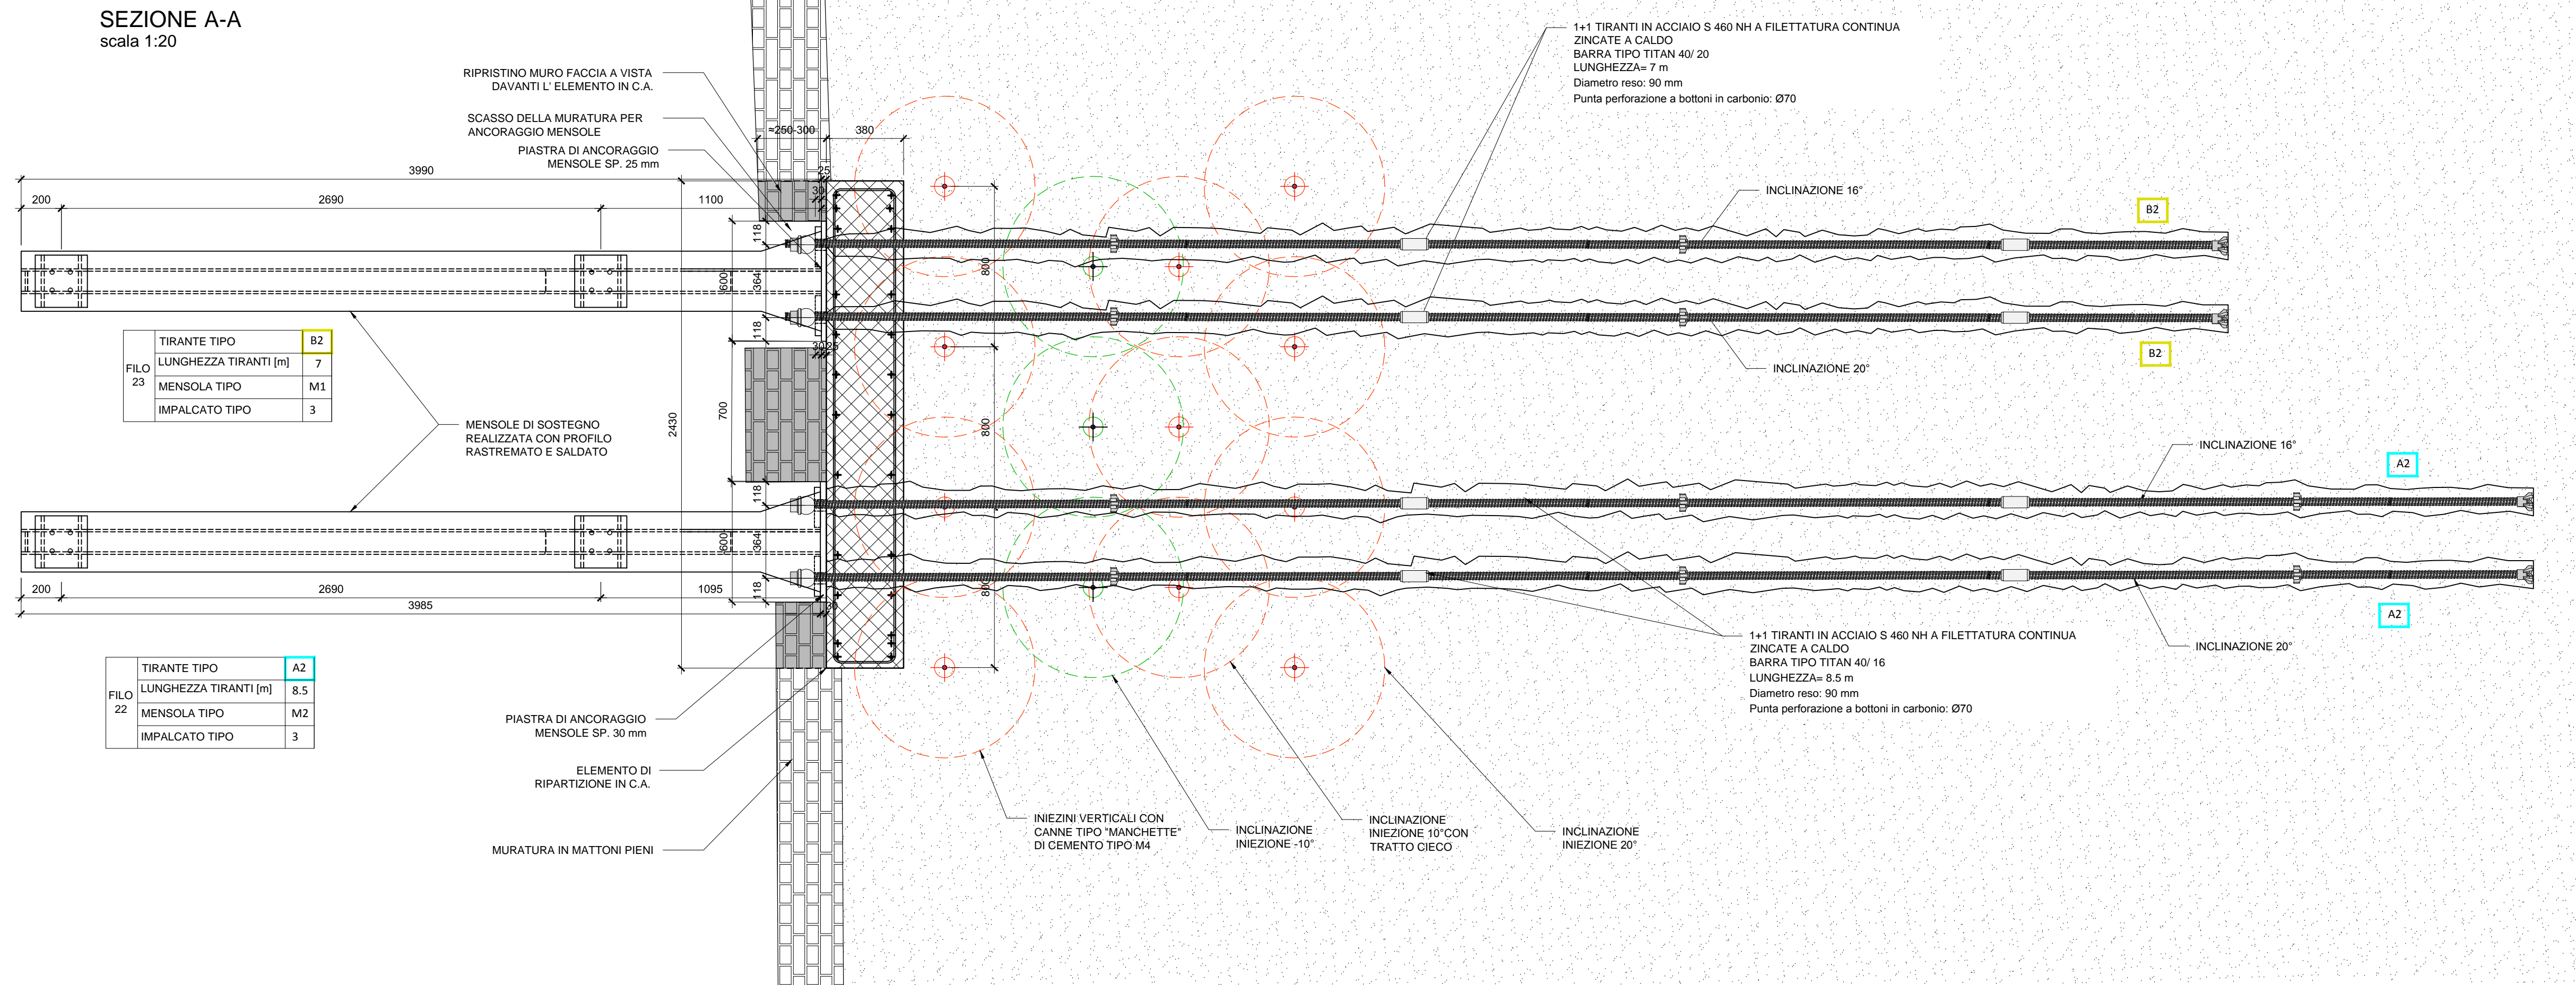 SEZIONE A-A
scala 1:20
RIPRISTINO MURO FACCIA A VISTA
DAVANTI L' ELEMENTO IN C.A.
SCASSO DELLA MURATURA PER
ANCORAGGIO MENSOLE
PIASTRA DI ANCORAGGIO
MENSOLE SP. 25 mm
1+1 TIRANTI IN ACCIAIO S 460 NH A FILETTATURA CONTINUA
ZINCATE A CALDO
BARRA TIPO TITAN 40/ 20
LUNGHEZZA= 7 m
Diametro reso: 90 mm
Punta perforazione a bottoni in carbonio: Ø70
≈250-300
380
3990
25
30
200
2690
1100
INCLINAZIONE 16°
B2
118
600
364
800
118
3025
INCLINAZIONE 20°
B2
FILO
23
TIRANTE TIPO B2
LUNGHEZZA TIRANTI [m] 7
MENSOLA TIPO M1
IMPALCATO TIPO 3
MENSOLE DI SOSTEGNO
REALIZZATA CON PROFILO
RASTREMATO E SALDATO
2430
700
800
INCLINAZIONE 16°
A2
118
600
364
118
800
200
2690
1095
30
3985
A2
1+1 TIRANTI IN ACCIAIO S 460 NH A FILETTATURA CONTINUA
ZINCATE A CALDO
BARRA TIPO TITAN 40/ 16
LUNGHEZZA= 8.5 m
Diametro reso: 90 mm
Punta perforazione a bottoni in carbonio: Ø70
INCLINAZIONE 20°
FILO
22
TIRANTE TIPO A2
LUNGHEZZA TIRANTI [m] 8.5
MENSOLA TIPO M2
IMPALCATO TIPO 3
PIASTRA DI ANCORAGGIO
MENSOLE SP. 30 mm
ELEMENTO DI
RIPARTIZIONE IN C.A.
MURATURA IN MATTONI PIENI
INIEZINI VERTICALI CON
CANNE TIPO "MANCHETTE"
DI CEMENTO TIPO M4
INCLINAZIONE
INIEZIONE -10°
INCLINAZIONE
INIEZIONE 10°CON
TRATTO CIECO
INCLINAZIONE
INIEZIONE 20°